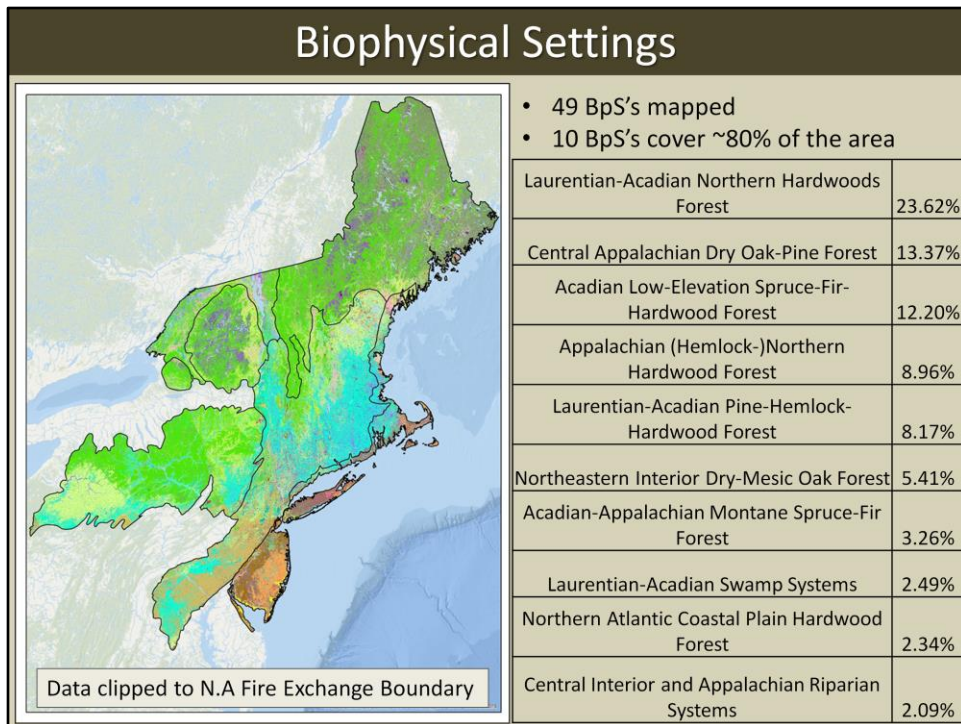 Biophysical Settings
• 49 BpS's mapped
• 10 BpS's cover ~80% of the area
Laurentian-Acadian Northern Hardwoods
Forest 23.62%
Central Appalachian Dry Oak-Pine Forest 13.37%
Acadian Low-Elevation Spruce-Fir-
Hardwood Forest 12.20%
Appalachian (Hemlock-)Northern
Hardwood Forest 8.96%
Laurentian-Acadian Pine-Hemlock-
Hardwood Forest 8.17%
Northeastern Interior Dry-Mesic Oak Forest 5.41%
Acadian-Appalachian Montane Spruce-Fir
Forest 3.26%
Laurentian-Acadian Swamp Systems 2.49%
Northern Atlantic Coastal Plain Hardwood
Forest 2.34%
Central Interior and Appalachian Riparian
Systems 2.09%
Data clipped to N.A Fire Exchange Boundary